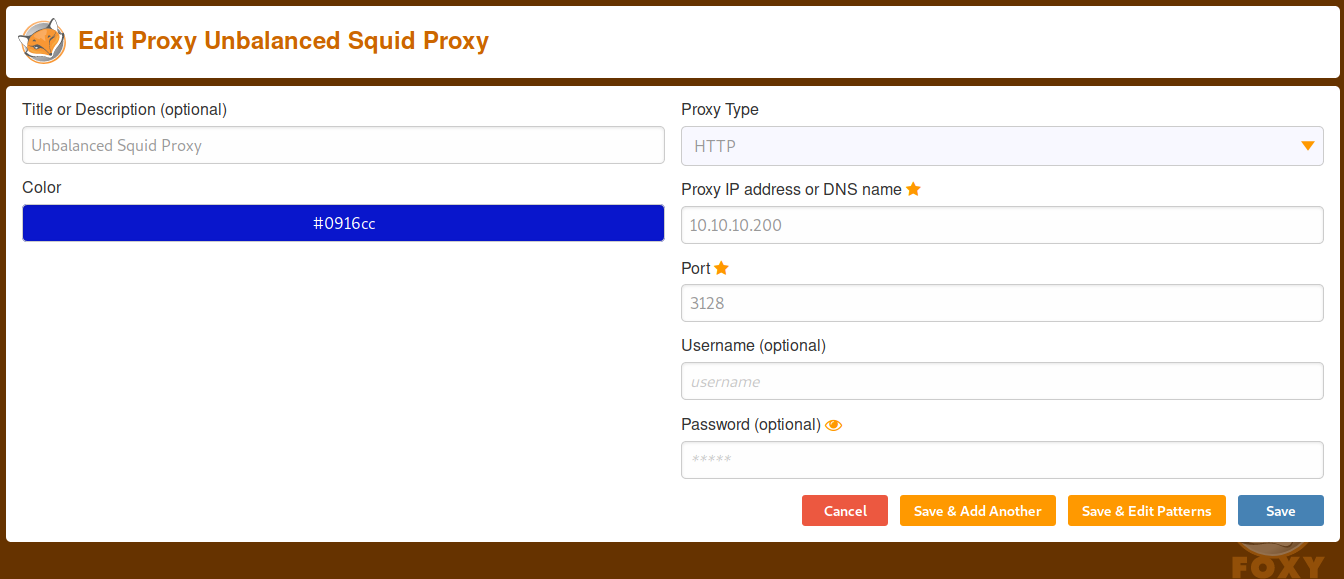 Edit Proxy Unbalanced Squid Proxy
Title or Description (optional)
Unbalanced Squid Proxy
Color
#0916cc
Proxy Type
HTTP
Proxy IP address or DNS name
10.10.10.200
Port
3128
Username (optional)
username
Password (optional)
*****
Cancel
Save & Add Another
Save & Edit Patterns
Save
FOXY